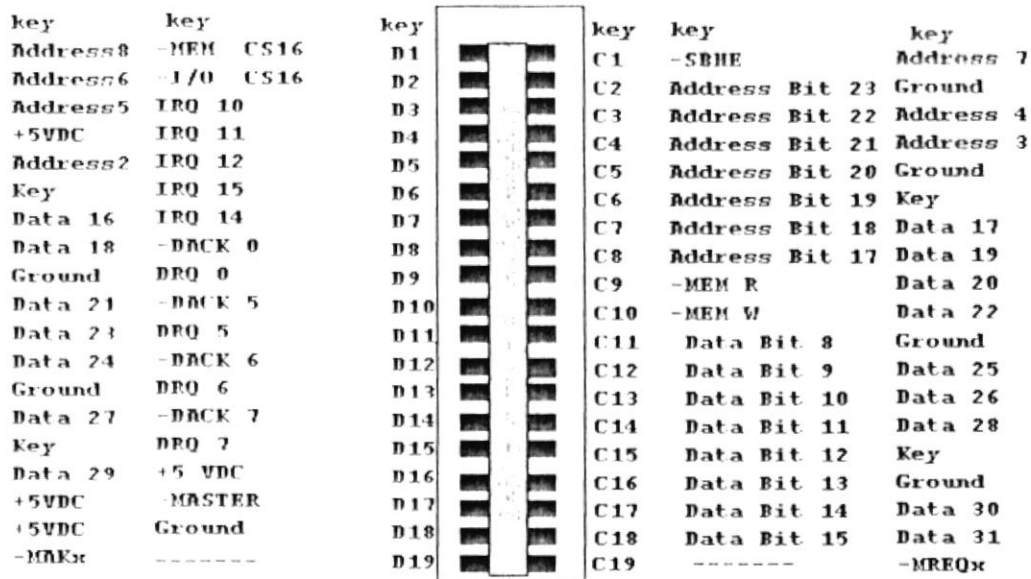 key key key key key key
Address8 -MEM CS16 D1 C1 -SBHE Address 7
Address6 -I/O CS16 D2 C2 Address Bit 23 Ground
Address5 IRQ 10 D3 C3 Address Bit 22 Address 4
+5VDC IRQ 11 D4 C4 Address Bit 21 Address 3
Address2 IRQ 12 D5 C5 Address Bit 20 Ground
Key IRQ 15 D6 C6 Address Bit 19 Key
Data 16 IRQ 14 D7 C7 Address Bit 18 Data 17
Data 18 -DACK 0 D8 C8 Address Bit 17 Data 19
Ground DRQ 0 D9 C9 -MEM R Data 20
Data 21 -DACK 5 D10 C10 -MEM W Data 22
Data 23 DRQ 5 D11 C11 Data Bit 8 Ground
Data 24 -DACK 6 D12 C12 Data Bit 9 Data 25
Ground DRQ 6 D13 C13 Data Bit 10 Data 26
Data 27 -DACK 7 D14 C14 Data Bit 11 Data 28
Key DRQ 7 D15 C15 Data Bit 12 Key
Data 29 +5 VDC D16 C16 Data Bit 13 Ground
+5VDC -MASTER D17 C17 Data Bit 14 Data 30
+5VDC Ground D18 C18 Data Bit 15 Data 31
-MAKx ------- D19 C19 ------- -MREQx